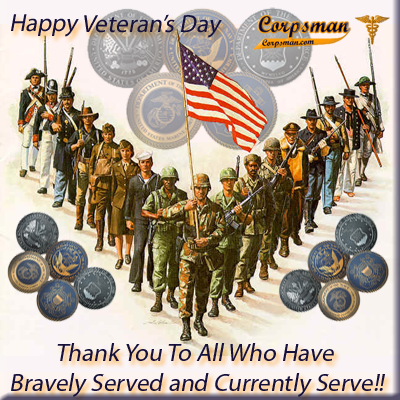 Happy Veteran's Day
Corpsman
Corpsman.com
Thank You To All Who Have
Bravely Served and Currently Serve!!